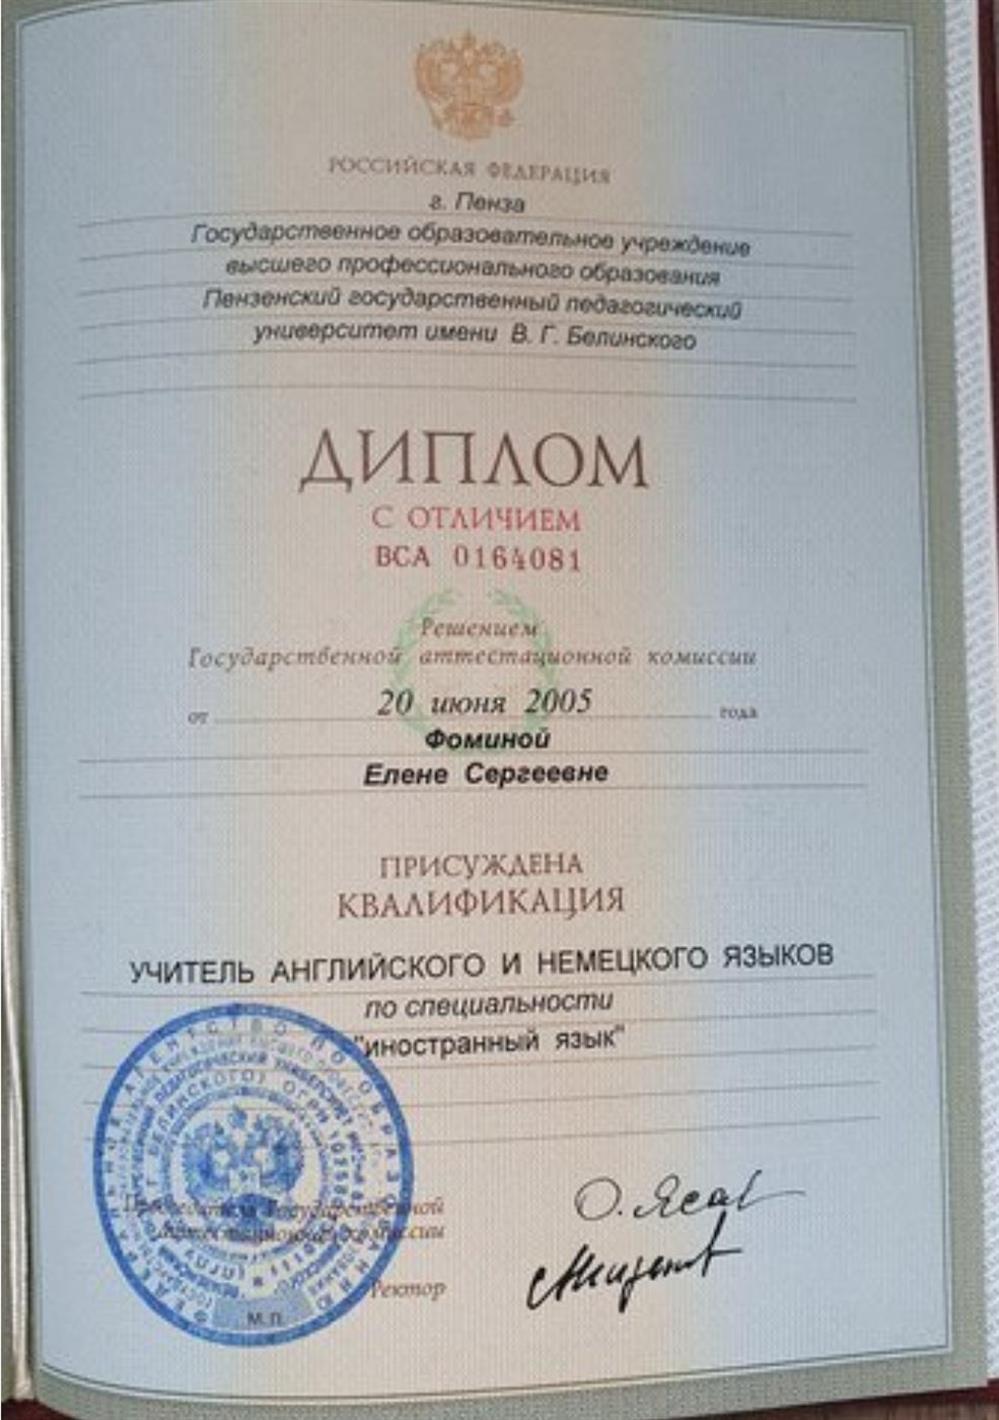 РОССИЙСКАЯ ФЕДЕРАЦИЯ
г. Пенза
Государственное образовательное учреждение
высшего профессионального образования
Пензенский государственный педагогический
университет имени В. Г. Белинского
ДИПЛОМ
С ОТЛИЧИЕМ
ВСА 0164081
Решением
Государственной аттестационной комиссии
от 20 июня 2005 года
Фоминой
Елене Сергеевне
ПРИСУЖДЕНА
КВАЛИФИКАЦИЯ
УЧИТЕЛЬ АНГЛИЙСКОГО И НЕМЕЦКОГО ЯЗЫКОВ
по специальности
"иностранный язык"
Председатель Государственной
аттестационной комиссии
Ректор
М.П.